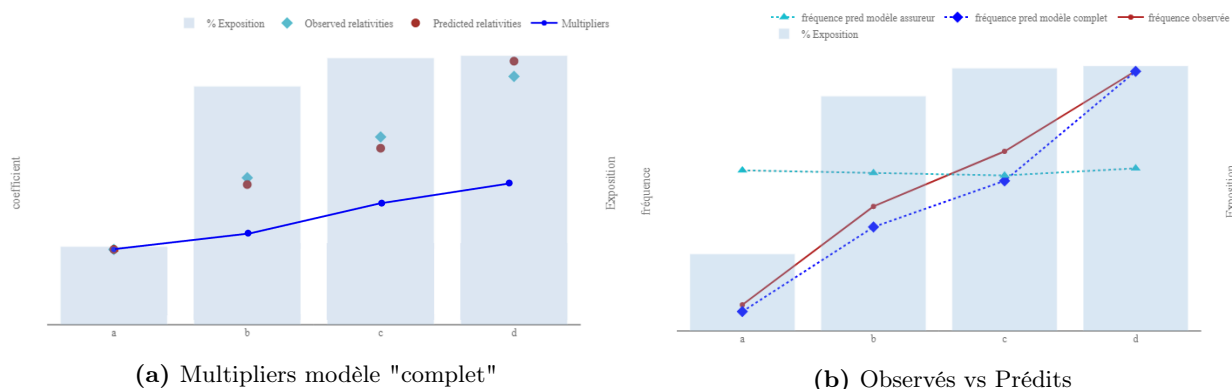 % Exposition Observed relativities Predicted relativities Multipliers
coefficient
Exposition
a b c d
(a) Multipliers modèle "complet"
fréquence pred modèle assureur fréquence pred modèle complet fréquence observée
% Exposition
fréquence
Exposition
a b c d
(b) Observés vs Prédits